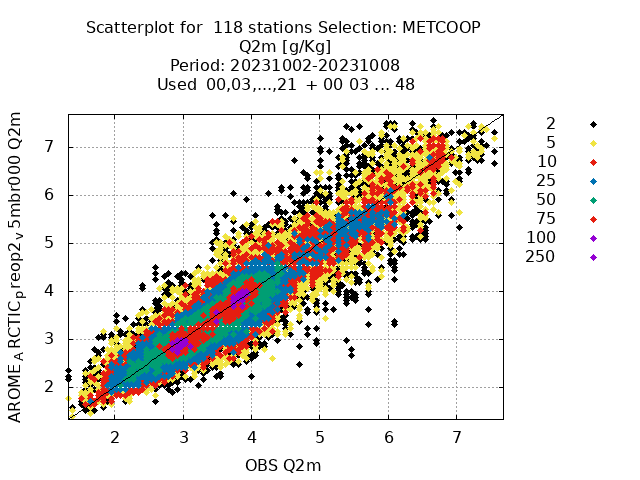 Scatterplot for  118 stations Selection: METCOOP
Q2m [g/Kg]
Period: 20231002-20231008
Used  00,03,...,21  + 00 03 ... 48
AROME_ARCTIC_preop2_v,5mbr000 Q2m
7
6
5
4
3
2
2 3 4 5 6 7
OBS Q2m
2
5
10
25
50
75
100
250